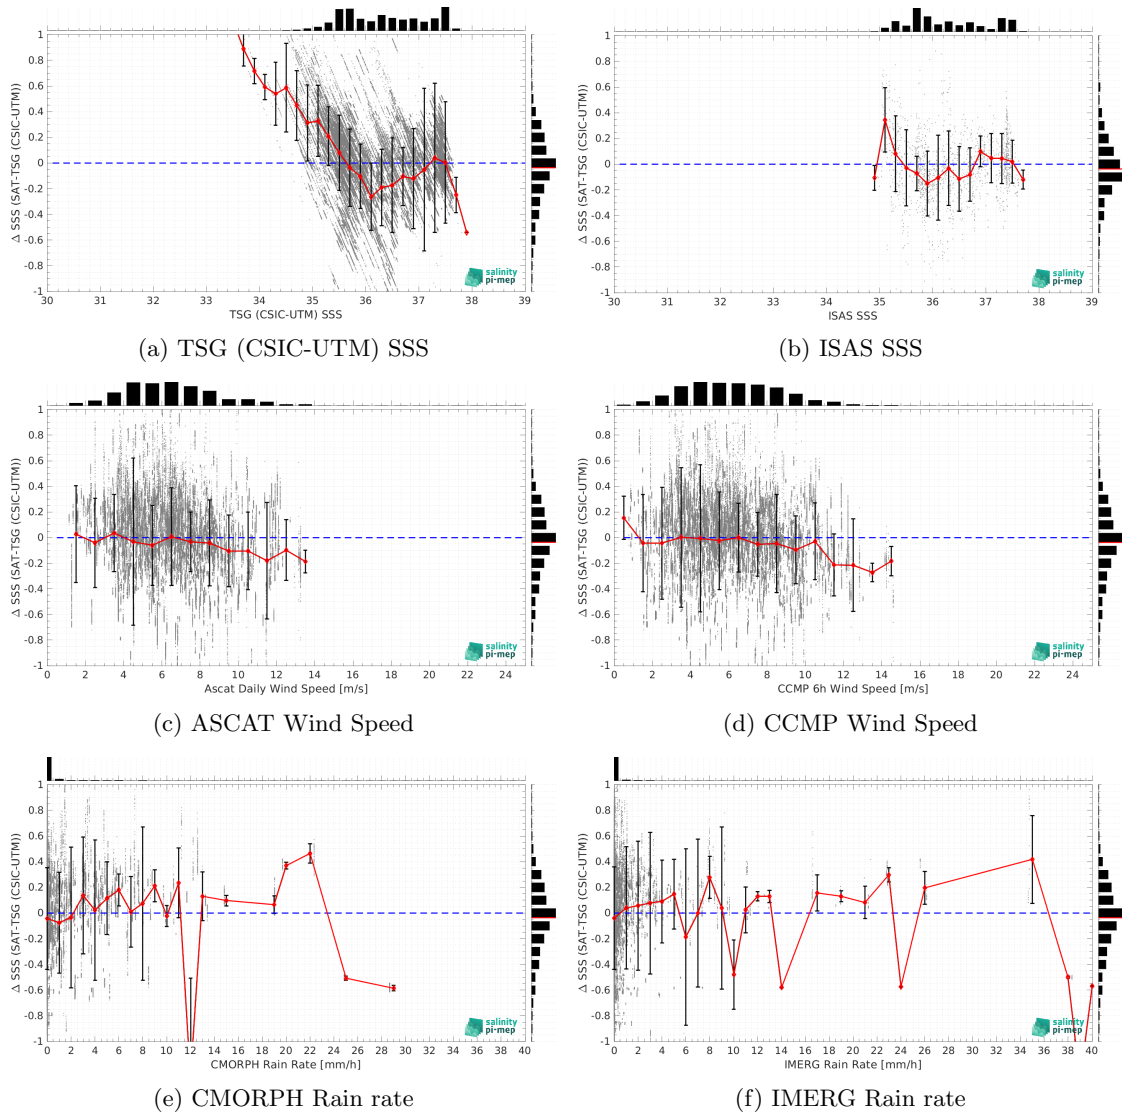 Δ SSS (SAT-TSG (CSIC-UTM))
1
0.8
0.6
0.4
0.2
0
-0.2
-0.4
-0.6
-0.8
-1
30 31 32 33 34 35 36 37 38 39
TSG (CSIC-UTM) SSS
salinity
pi-mep
(a) TSG (CSIC-UTM) SSS
Δ SSS (SAT-TSG (CSIC-UTM))
1
0.8
0.6
0.4
0.2
0
-0.2
-0.4
-0.6
-0.8
-1
30 31 32 33 34 35 36 37 38 39
ISAS SSS
salinity
pi-mep
(b) ISAS SSS
Δ SSS (SAT-TSG (CSIC-UTM))
1
0.8
0.6
0.4
0.2
0
-0.2
-0.4
-0.6
-0.8
-1
0 2 4 6 8 10 12 14 16 18 20 22 24
Ascat Daily Wind Speed [m/s]
salinity
pi-mep
(c) ASCAT Wind Speed
Δ SSS (SAT-TSG (CSIC-UTM))
1
0.8
0.6
0.4
0.2
0
-0.2
-0.4
-0.6
-0.8
-1
0 2 4 6 8 10 12 14 16 18 20 22 24
CCMP 6h Wind Speed [m/s]
salinity
pi-mep
(d) CCMP Wind Speed
Δ SSS (SAT-TSG (CSIC-UTM))
1
0.8
0.6
0.4
0.2
0
-0.2
-0.4
-0.6
-0.8
-1
0 2 4 6 8 10 12 14 16 18 20 22 24 26 28 30 32 34 36 38 40
CMORPH Rain Rate [mm/h]
salinity
pi-mep
(e) CMORPH Rain rate
Δ SSS (SAT-TSG (CSIC-UTM))
1
0.8
0.6
0.4
0.2
0
-0.2
-0.4
-0.6
-0.8
-1
0 2 4 6 8 10 12 14 16 18 20 22 24 26 28 30 32 34 36 38 40
IMERG Rain Rate [mm/h]
salinity
pi-mep
(f) IMERG Rain rate